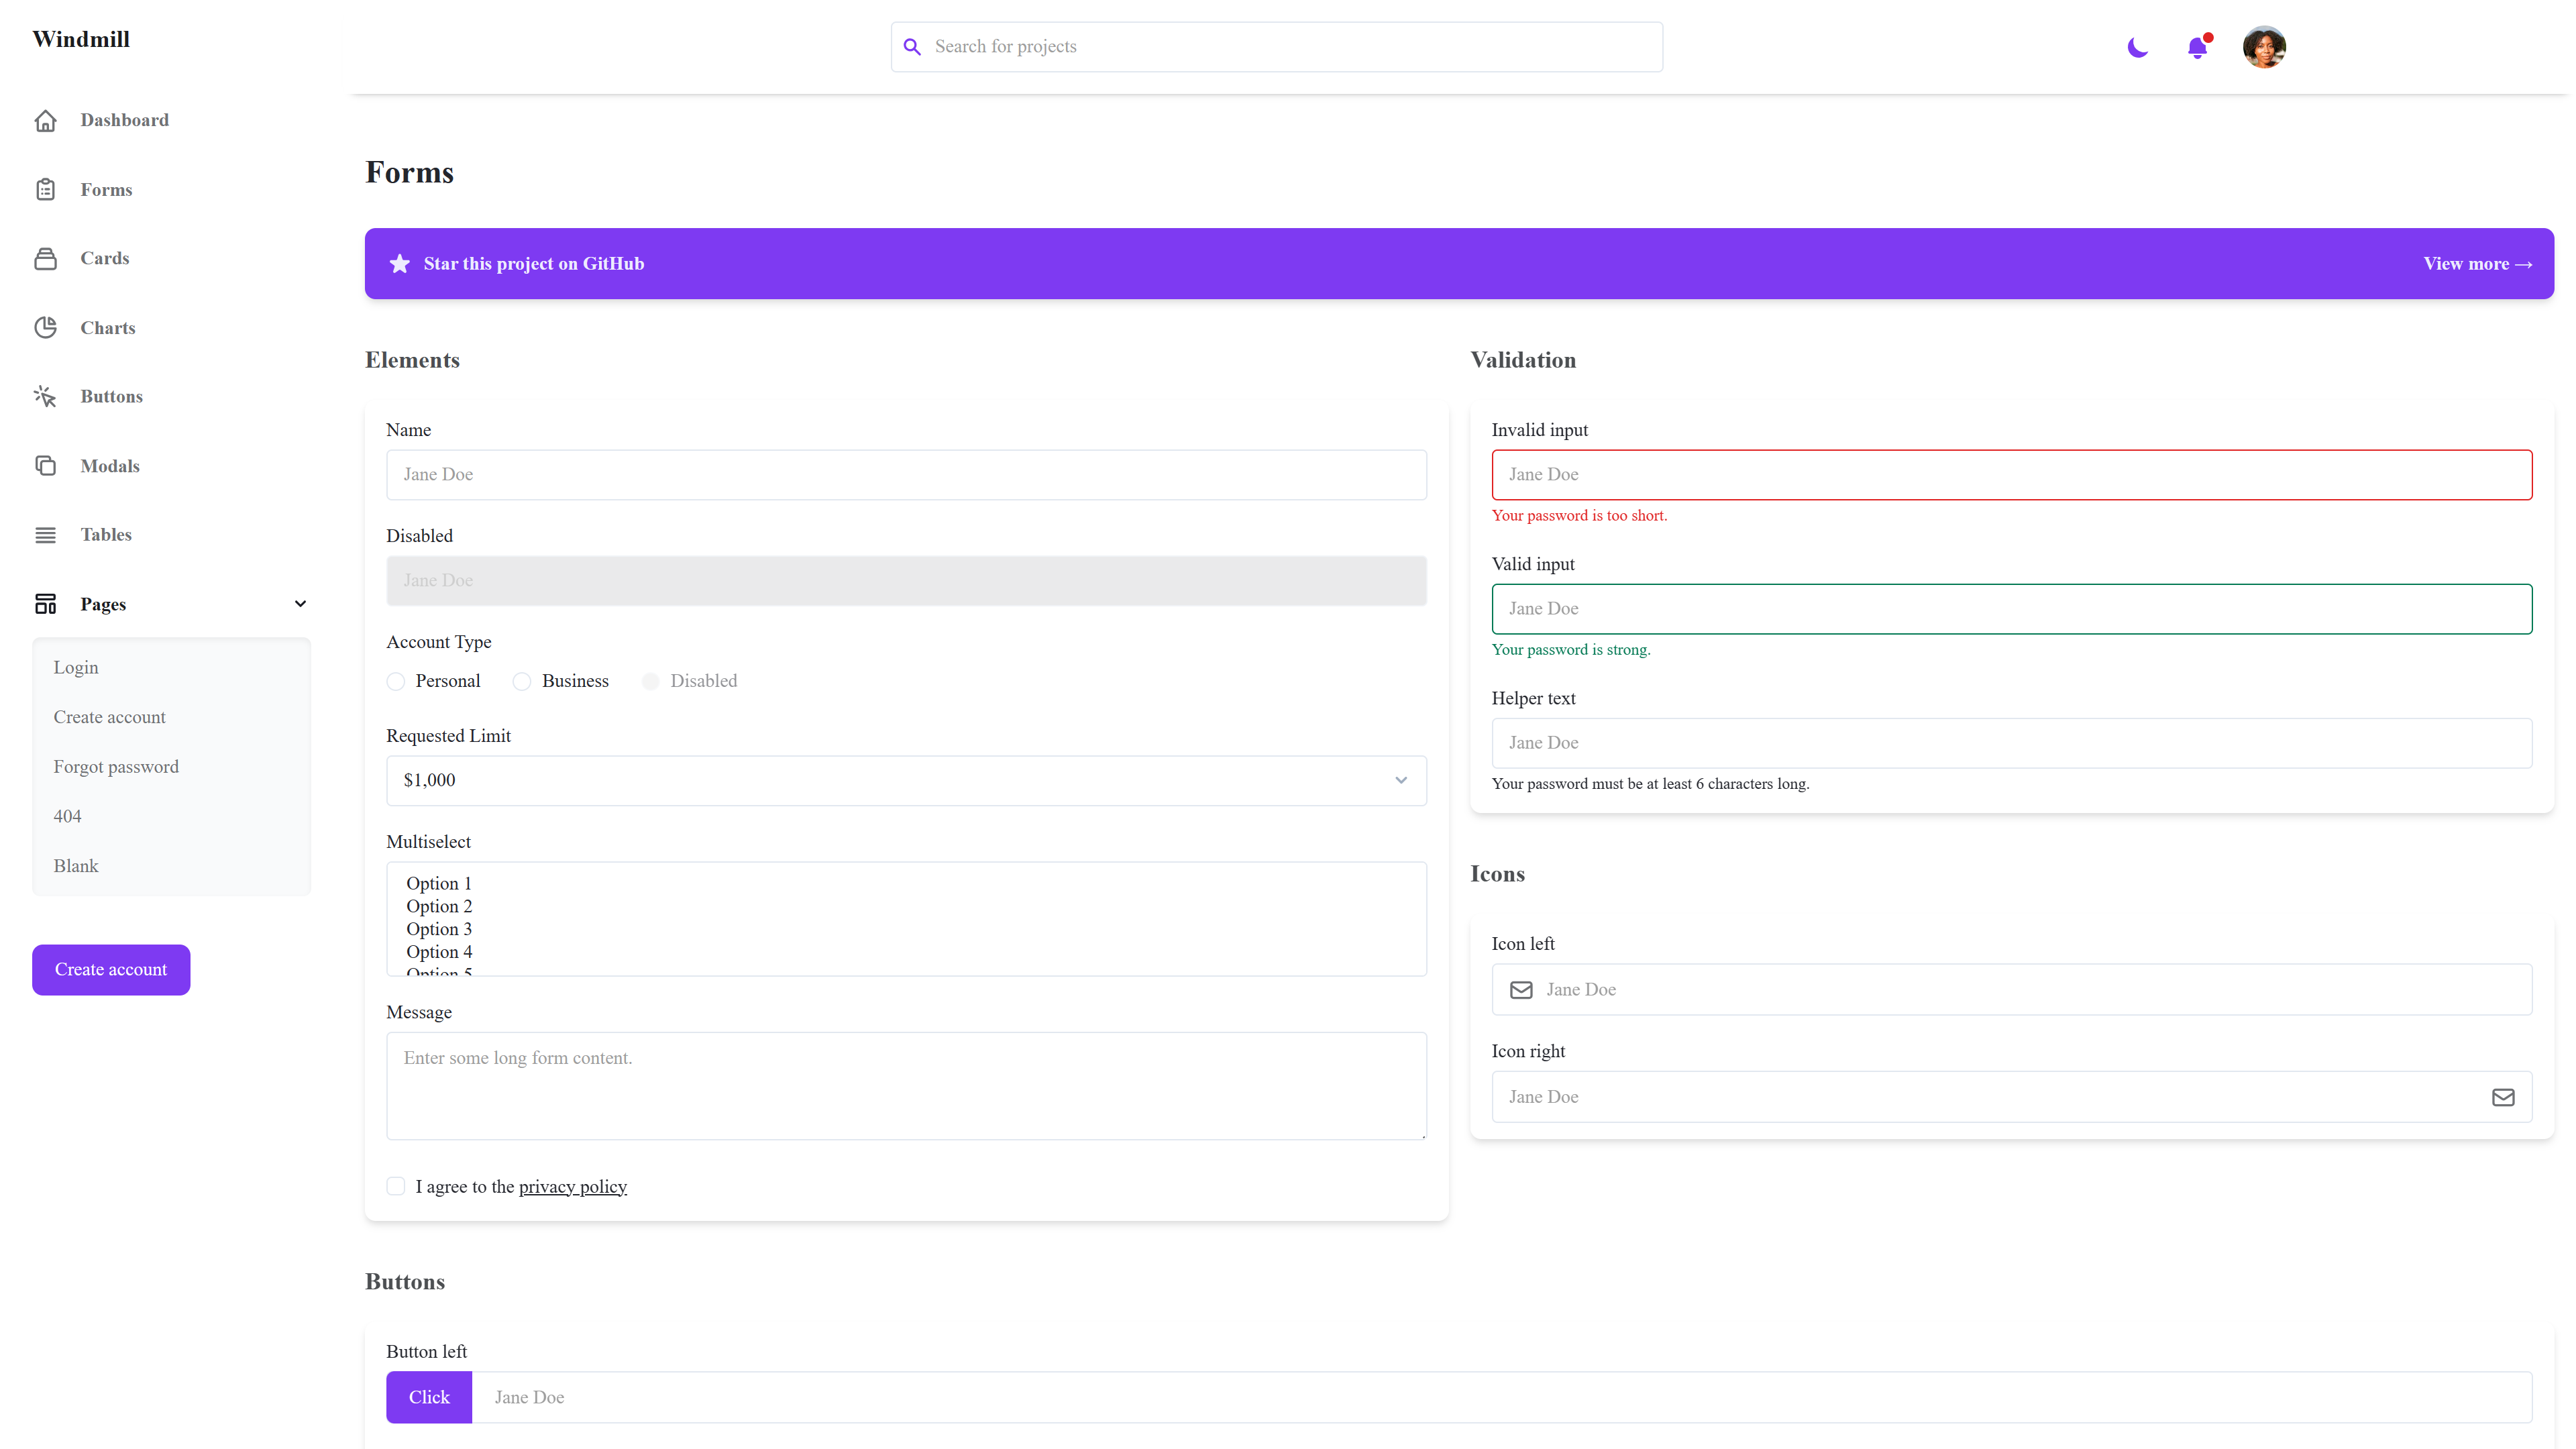 Windmill
Search for projects
Dashboard
Forms
Cards
Charts
Buttons
Modals
Tables
Pages
Login
Create account
Forgot password
404
Blank
Create account
Forms
Star this project on GitHub
View more →
Elements
Name
Jane Doe
Disabled
Jane Doe
Account Type
Personal
Business
Disabled
Requested Limit
$1,000
Multiselect
Option 1
Option 2
Option 3
Option 4
Option 5
Message
Enter some long form content.
I agree to the privacy policy
Validation
Invalid input
Jane Doe
Your password is too short.
Valid input
Jane Doe
Your password is strong.
Helper text
Jane Doe
Your password must be at least 6 characters long.
Icons
Icon left
Jane Doe
Icon right
Jane Doe
Buttons
Button left
Click
Jane Doe